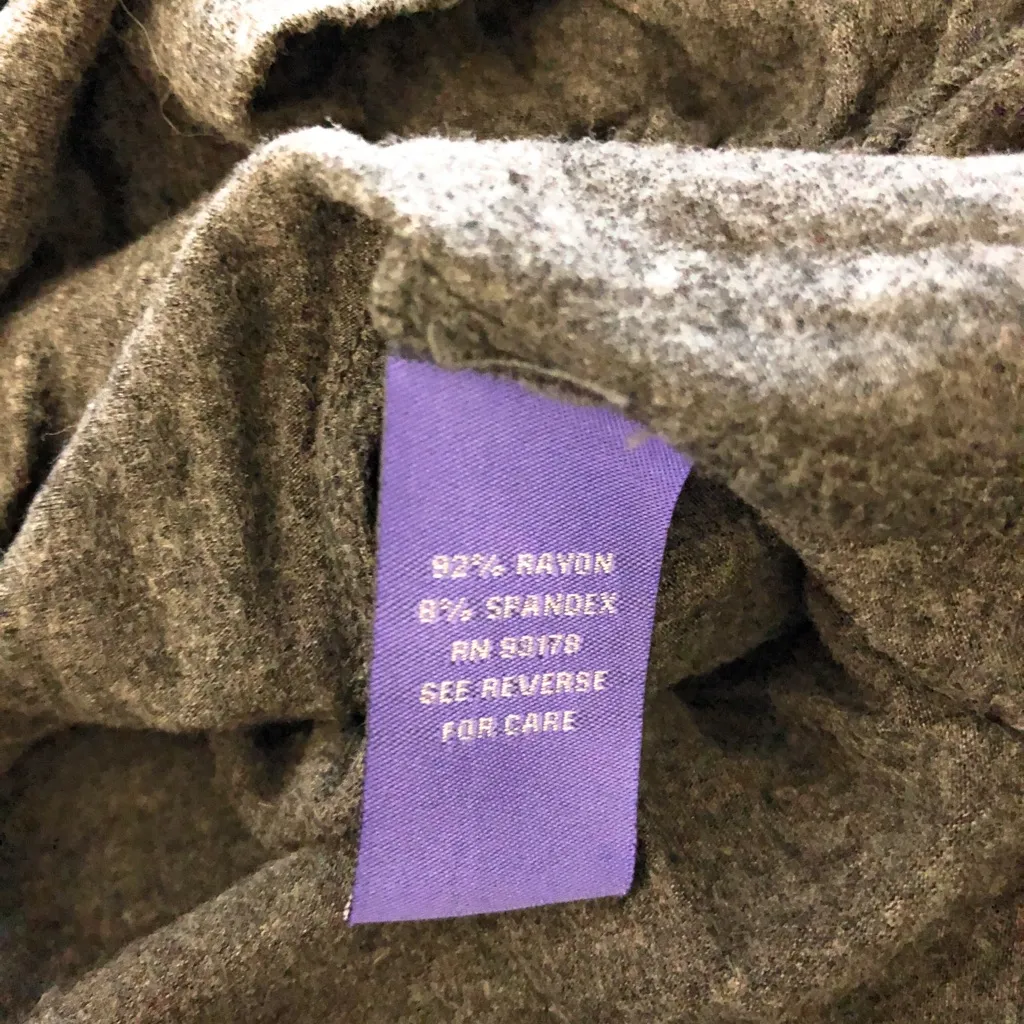 92% RAYON
8% SPANDEX
RN 93178
SEE REVERSE
FOR CARE